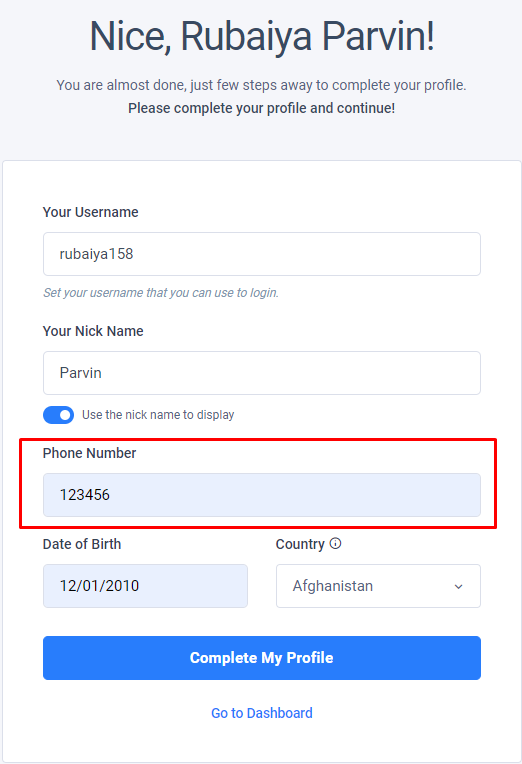 Nice, Rubaiya Parvin!
You are almost done, just few steps away to complete your profile.
Please complete your profile and continue!
Your Username
rubaiya158
Set your username that you can use to login.
Your Nick Name
Parvin
Use the nick name to display
Phone Number
123456
Date of Birth
Country
12/01/2010
Afghanistan
Complete My Profile
Go to Dashboard